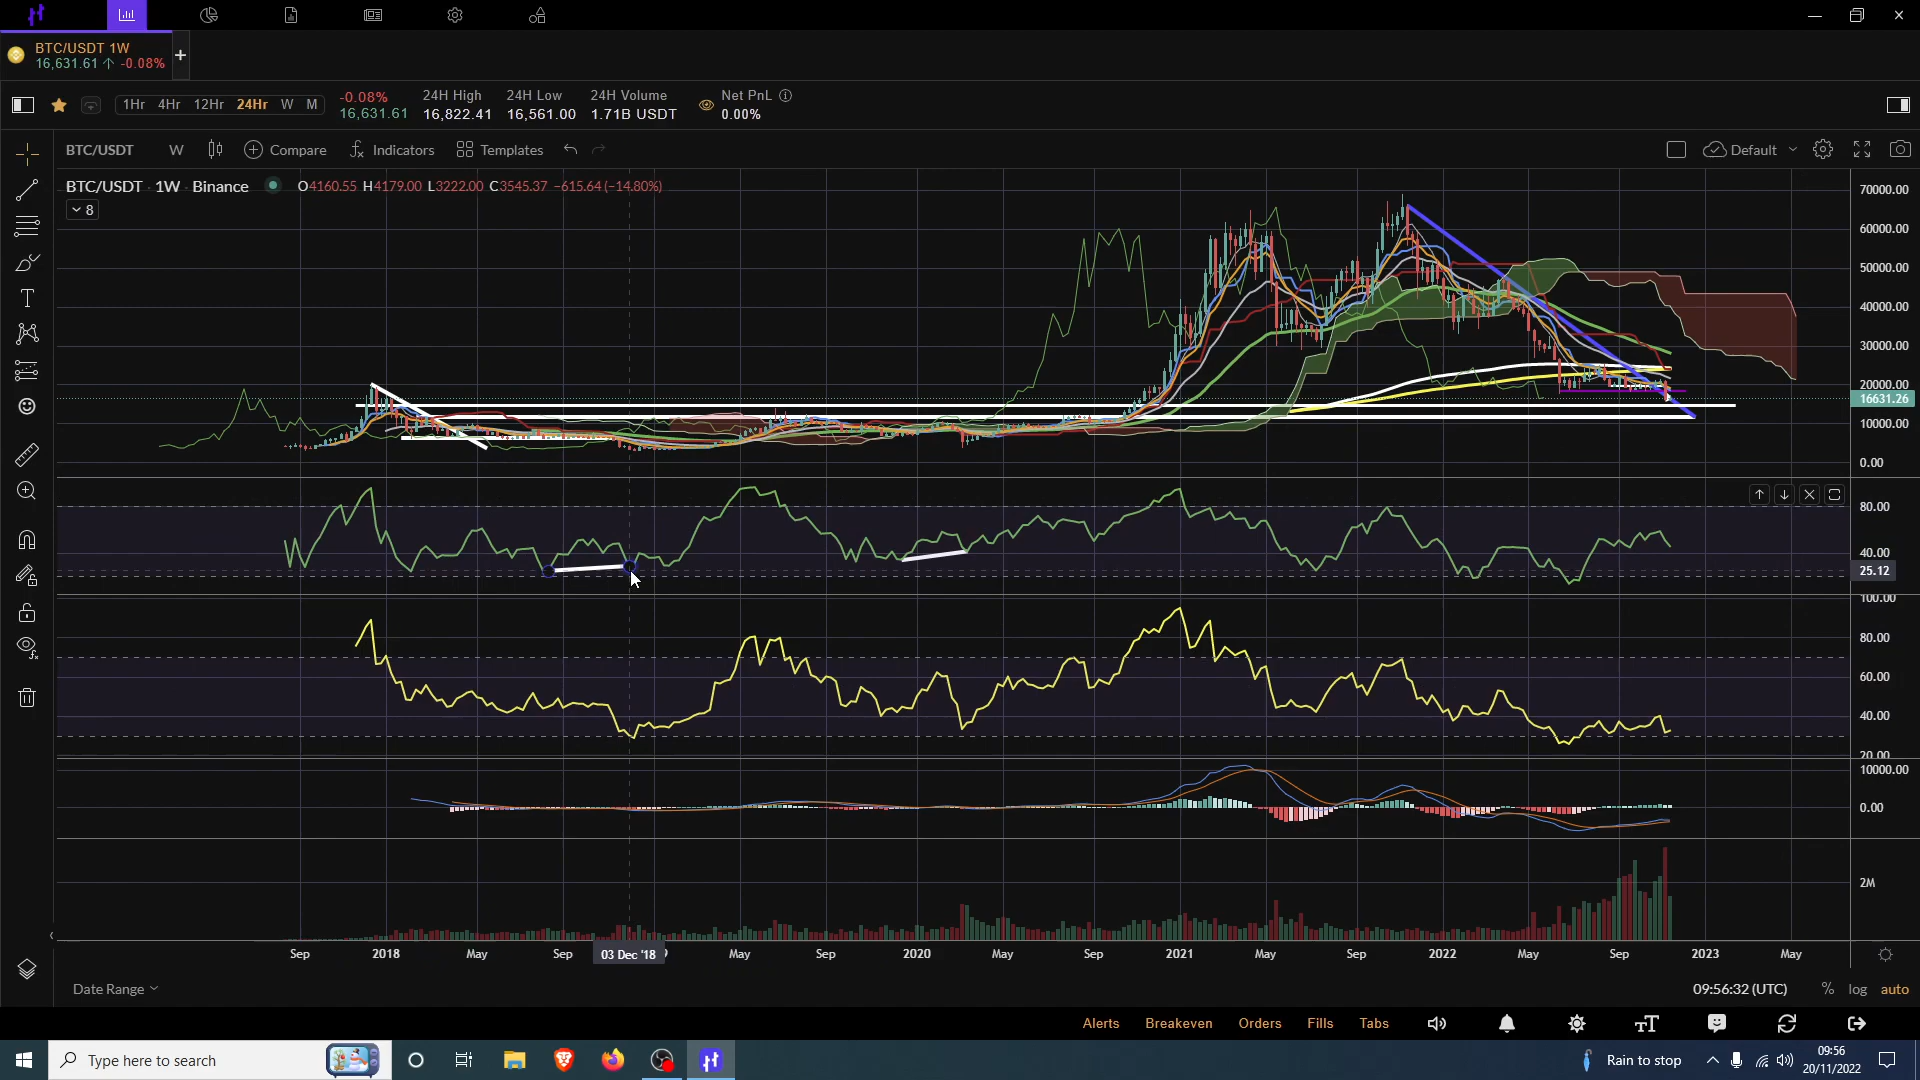 BTC/USDT 1W
16,631.61 ↑ -0.08%
+
1Hr 4Hr 12Hr 24Hr W M
-0.08%
16,631.61
24H High
16,822.41
24H Low
16,561.00
24H Volume
1.71B USDT
Net PnL
0.00%
BTC/USDT W Compare Indicators Templates Default
BTC/USDT · 1W · Binance O4160.55 H4179.00 L3222.00 C3545.37 −615.64 (−14.80%)
8
70000.00
60000.00
50000.00
40000.00
30000.00
20000.00
16631.26
10000.00
0.00
80.00
40.00
25.12
100.00
80.00
60.00
40.00
20.00
10000.00
0.00
2M
Sep 2018 May Sep 03 Dec '18 May Sep 2020 May Sep 2021 May Sep 2022 May Sep 2023 May
Date Range 09:56:32 (UTC) % log auto
Alerts Breakeven Orders Fills Tabs
Type here to search
Rain to stop
09:56
20/11/2022